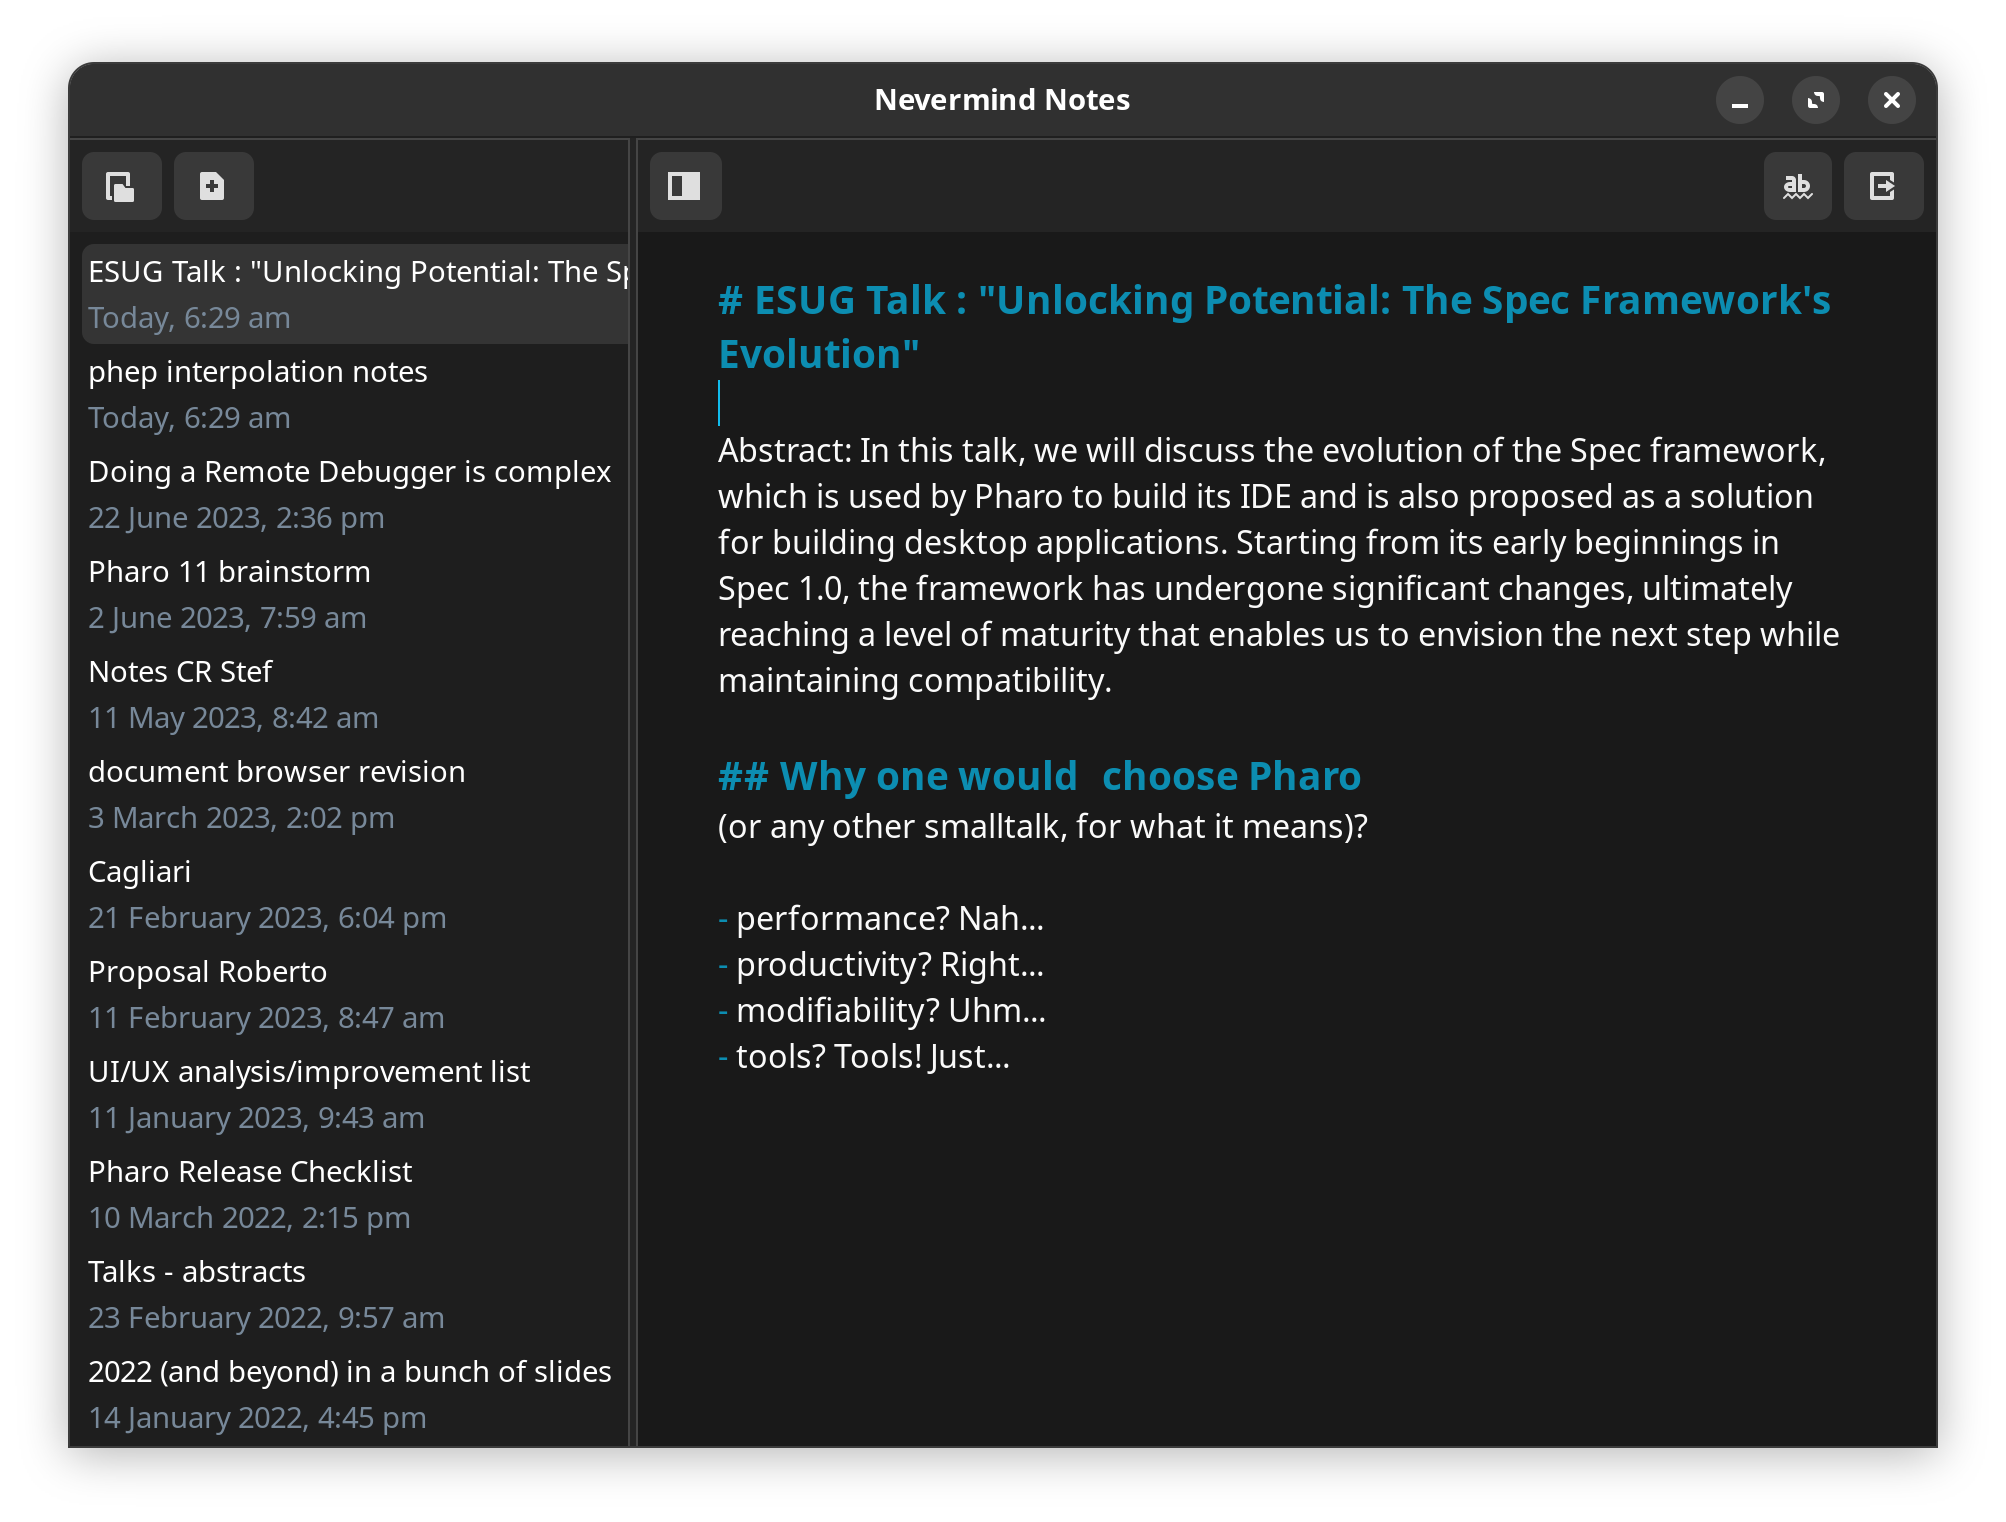 Nevermind Notes
ab
ESUG Talk : "Unlocking Potential: The Sp
Today, 6:29 am
phep interpolation notes
Today, 6:29 am
Doing a Remote Debugger is complex
22 June 2023, 2:36 pm
Pharo 11 brainstorm
2 June 2023, 7:59 am
Notes CR Stef
11 May 2023, 8:42 am
document browser revision
3 March 2023, 2:02 pm
Cagliari
21 February 2023, 6:04 pm
Proposal Roberto
11 February 2023, 8:47 am
UI/UX analysis/improvement list
11 January 2023, 9:43 am
Pharo Release Checklist
10 March 2022, 2:15 pm
Talks - abstracts
23 February 2022, 9:57 am
2022 (and beyond) in a bunch of slides
14 January 2022, 4:45 pm
# ESUG Talk : "Unlocking Potential: The Spec Framework's
Evolution"
Abstract: In this talk, we will discuss the evolution of the Spec framework,
which is used by Pharo to build its IDE and is also proposed as a solution
for building desktop applications. Starting from its early beginnings in
Spec 1.0, the framework has undergone significant changes, ultimately
reaching a level of maturity that enables us to envision the next step while
maintaining compatibility.
## Why one would  choose Pharo
(or any other smalltalk, for what it means)?
- performance? Nah...
- productivity? Right...
- modifiability? Uhm...
- tools? Tools! Just...